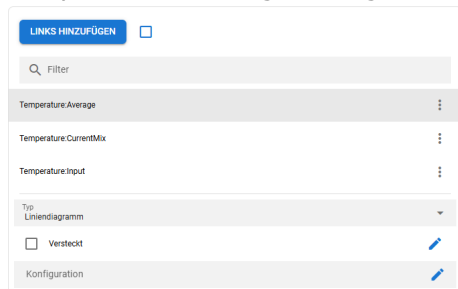 LINKS HINZUFÜGEN
Filter
Temperature:Average
Temperature:CurrentMix
Temperature:Input
Typ
Liniendiagramm
Versteckt
Konfiguration